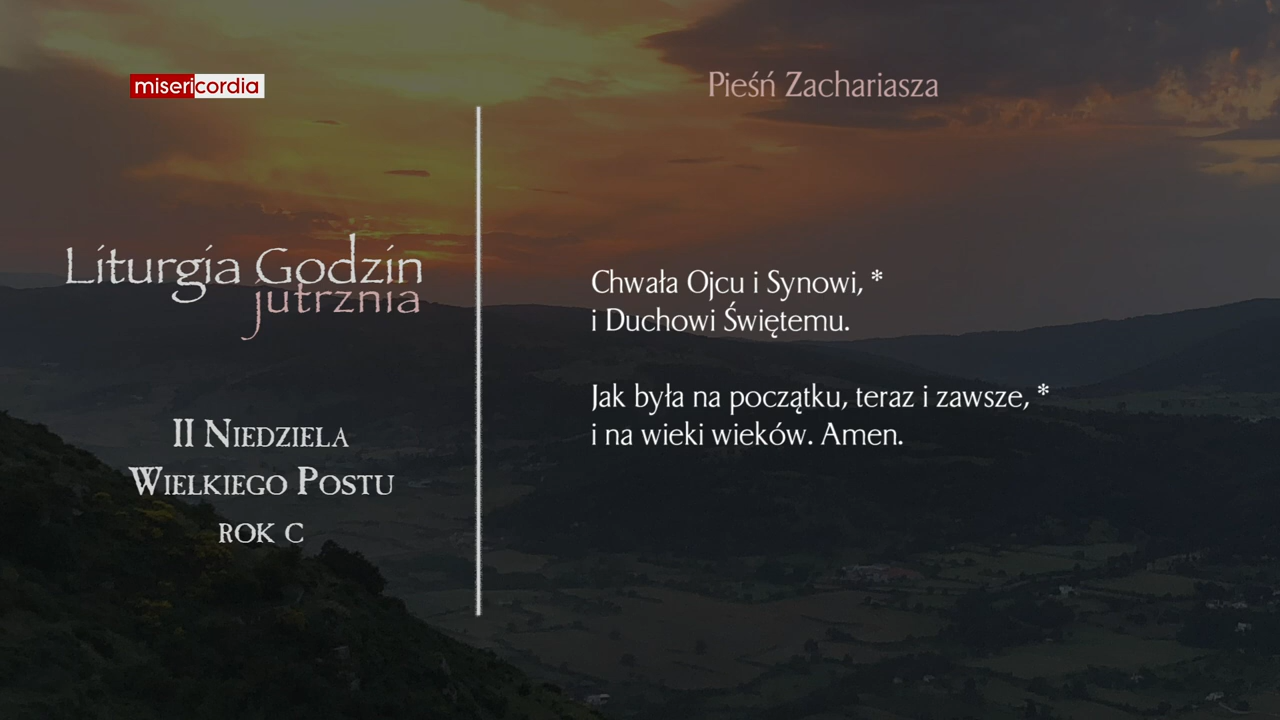 misericordia
Liturgia Godzin
jutrznia
II Niedziela
Wielkiego Postu
rok C
Pieśń Zachariasza
Chwała Ojcu i Synowi, *
i Duchowi Świętemu.
Jak była na początku, teraz i zawsze, *
i na wieki wieków. Amen.